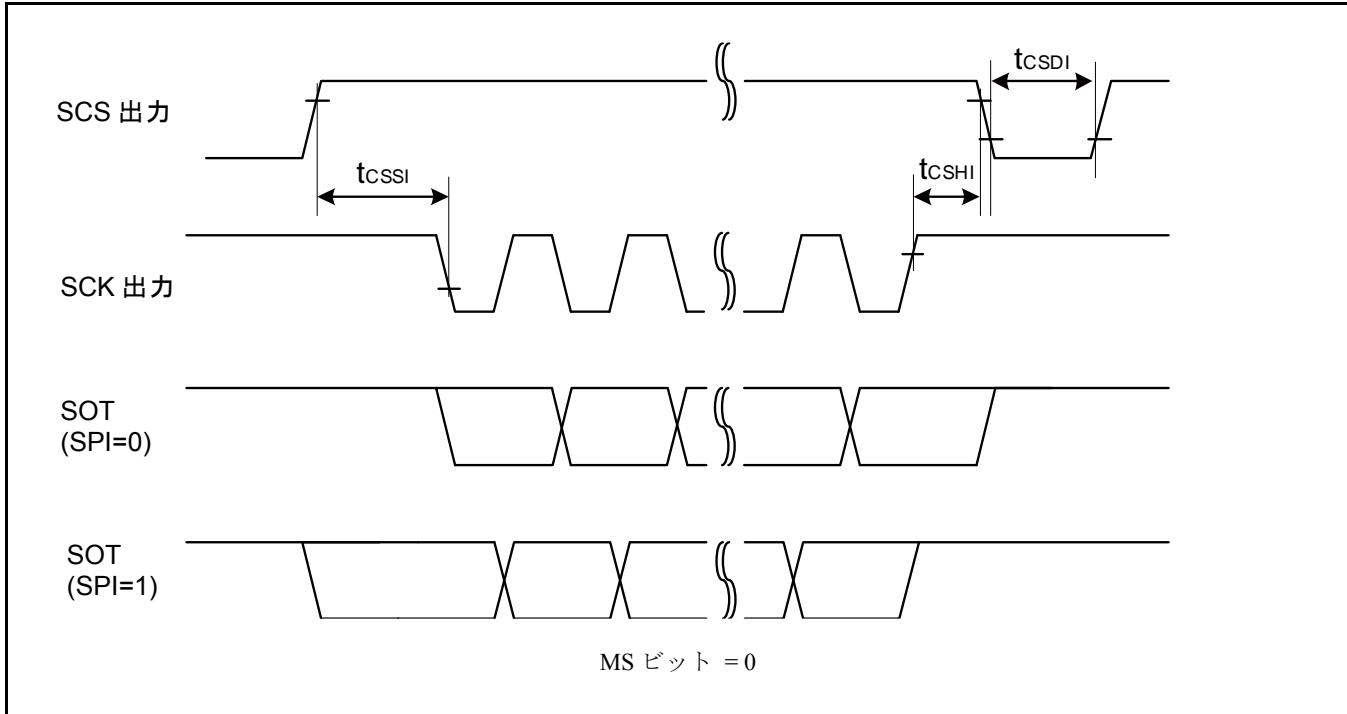 tCSDI
SCS 出力
tCSSI
tCSHI
SCK 出力
SOT
(SPI=0)
SOT
(SPI=1)
MS ビット = 0